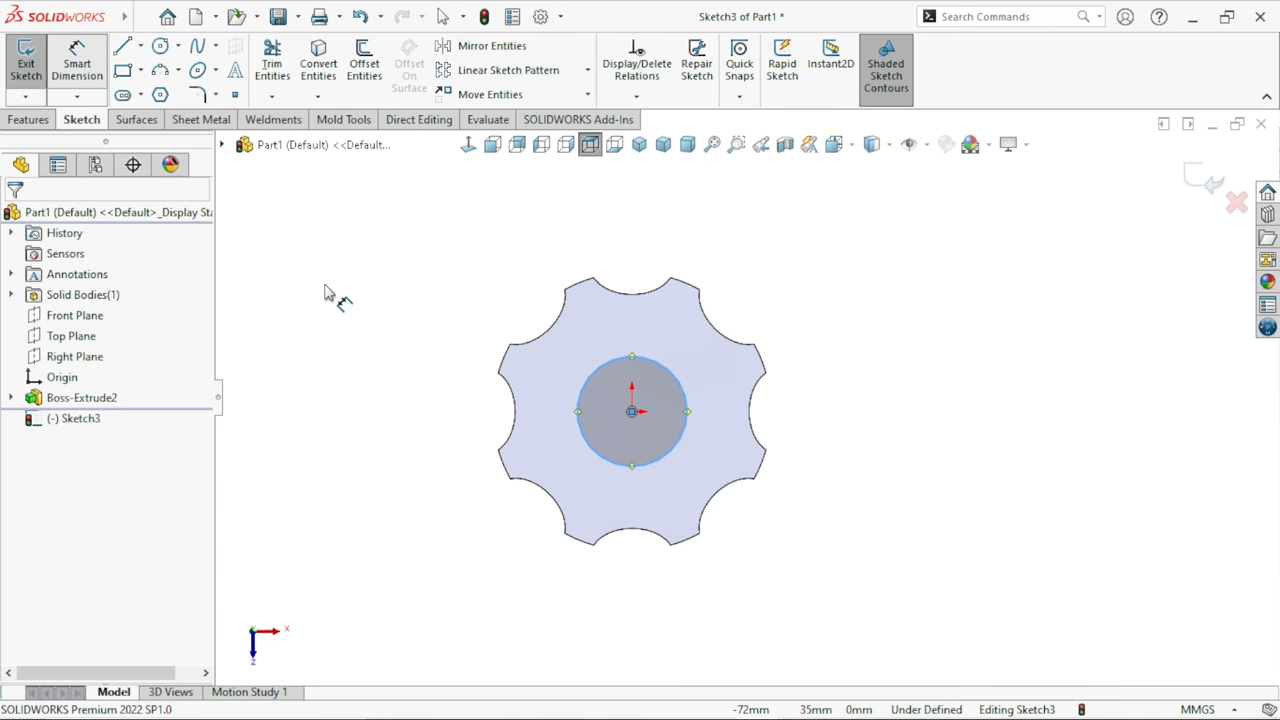 SOLIDWORKS
Sketch3 of Part1 *
Search Commands
Exit Sketch
Smart Dimension
Trim Entities
Convert Entities
Offset Entities
Offset On Surface
Mirror Entities
Linear Sketch Pattern
Move Entities
Display/Delete Relations
Repair Sketch
Quick Snaps
Rapid Sketch
Instant2D
Shaded Sketch Contours
Features
Sketch
Surfaces
Sheet Metal
Weldments
Mold Tools
Direct Editing
Evaluate
SOLIDWORKS Add-Ins
Part1 (Default) <<Default...
Part1 (Default) <<Default>_Display Sta
History
Sensors
Annotations
Solid Bodies(1)
Front Plane
Top Plane
Right Plane
Origin
Boss-Extrude2
(-) Sketch3
Y
X
Z
Model
3D Views
Motion Study 1
SOLIDWORKS Premium 2022 SP1.0
-72mm
35mm
0mm
Under Defined
Editing Sketch3
MMGS